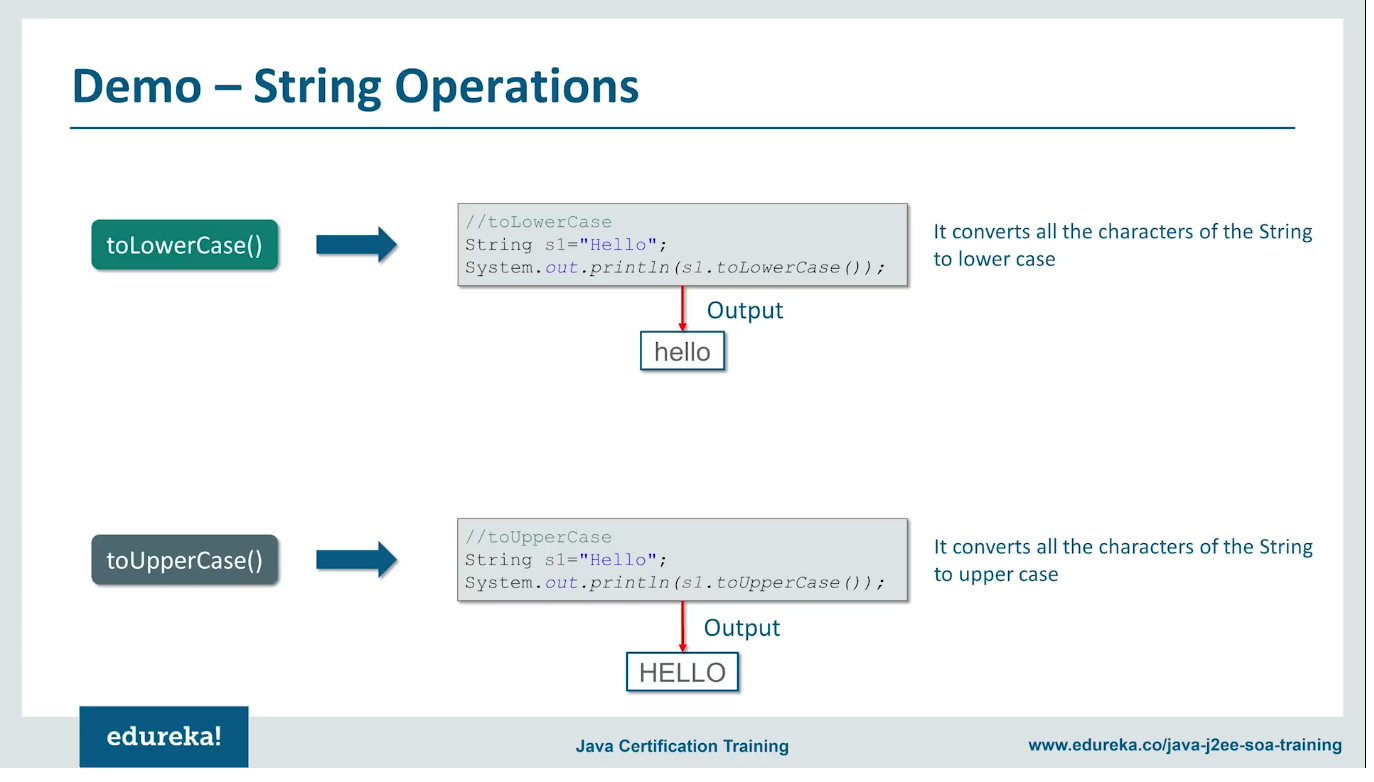 Demo – String Operations
toLowerCase()
//toLowerCase
String s1="Hello";
System.out.println(s1.toLowerCase());
It converts all the characters of the String
to lower case
Output
hello
toUpperCase()
//toUpperCase
String s1="Hello";
System.out.println(s1.toUpperCase());
It converts all the characters of the String
to upper case
Output
HELLO
edureka!
Java Certification Training
www.edureka.co/java-j2ee-soa-training